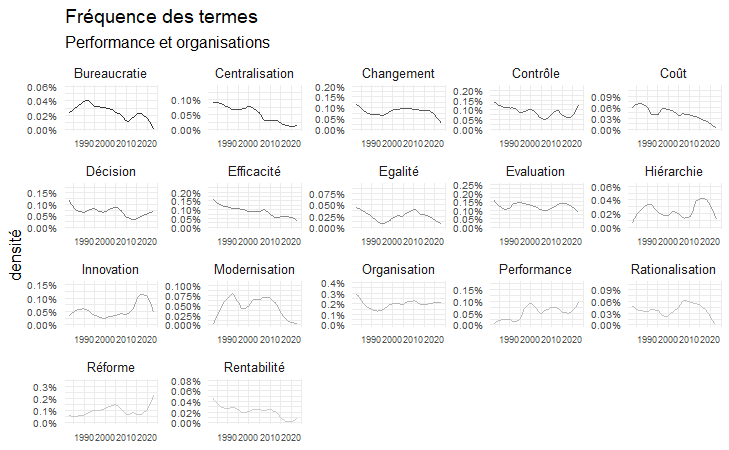 Fréquence des termes
Performance et organisations
densité
Bureaucratie Centralisation Changement Contrôle Coût
0.06% 0.04% 0.02% 0.00%
0.10% 0.05% 0.00%
0.20% 0.15% 0.10% 0.05% 0.00%
0.20% 0.15% 0.10% 0.05% 0.00%
0.09% 0.06% 0.03% 0.00%
1990 2000 2010 2020 1990 2000 2010 2020 1990 2000 2010 2020 1990 2000 2010 2020 1990 2000 2010 2020
Décision Efficacité Egalité Evaluation Hiérarchie
0.15% 0.10% 0.05% 0.00%
0.20% 0.15% 0.10% 0.05% 0.00%
0.075% 0.050% 0.025% 0.000%
0.25% 0.20% 0.15% 0.10% 0.05% 0.00%
0.06% 0.04% 0.02% 0.00%
1990 2000 2010 2020 1990 2000 2010 2020 1990 2000 2010 2020 1990 2000 2010 2020 1990 2000 2010 2020
Innovation Modernisation Organisation Performance Rationalisation
0.15% 0.10% 0.05% 0.00%
0.100% 0.075% 0.050% 0.025% 0.000%
0.4% 0.3% 0.2% 0.1% 0.0%
0.15% 0.10% 0.05% 0.00%
0.09% 0.06% 0.03% 0.00%
1990 2000 2010 2020 1990 2000 2010 2020 1990 2000 2010 2020 1990 2000 2010 2020 1990 2000 2010 2020
Réforme Rentabilité
0.3% 0.2% 0.1% 0.0%
0.08% 0.06% 0.04% 0.02% 0.00%
1990 2000 2010 2020 1990 2000 2010 2020